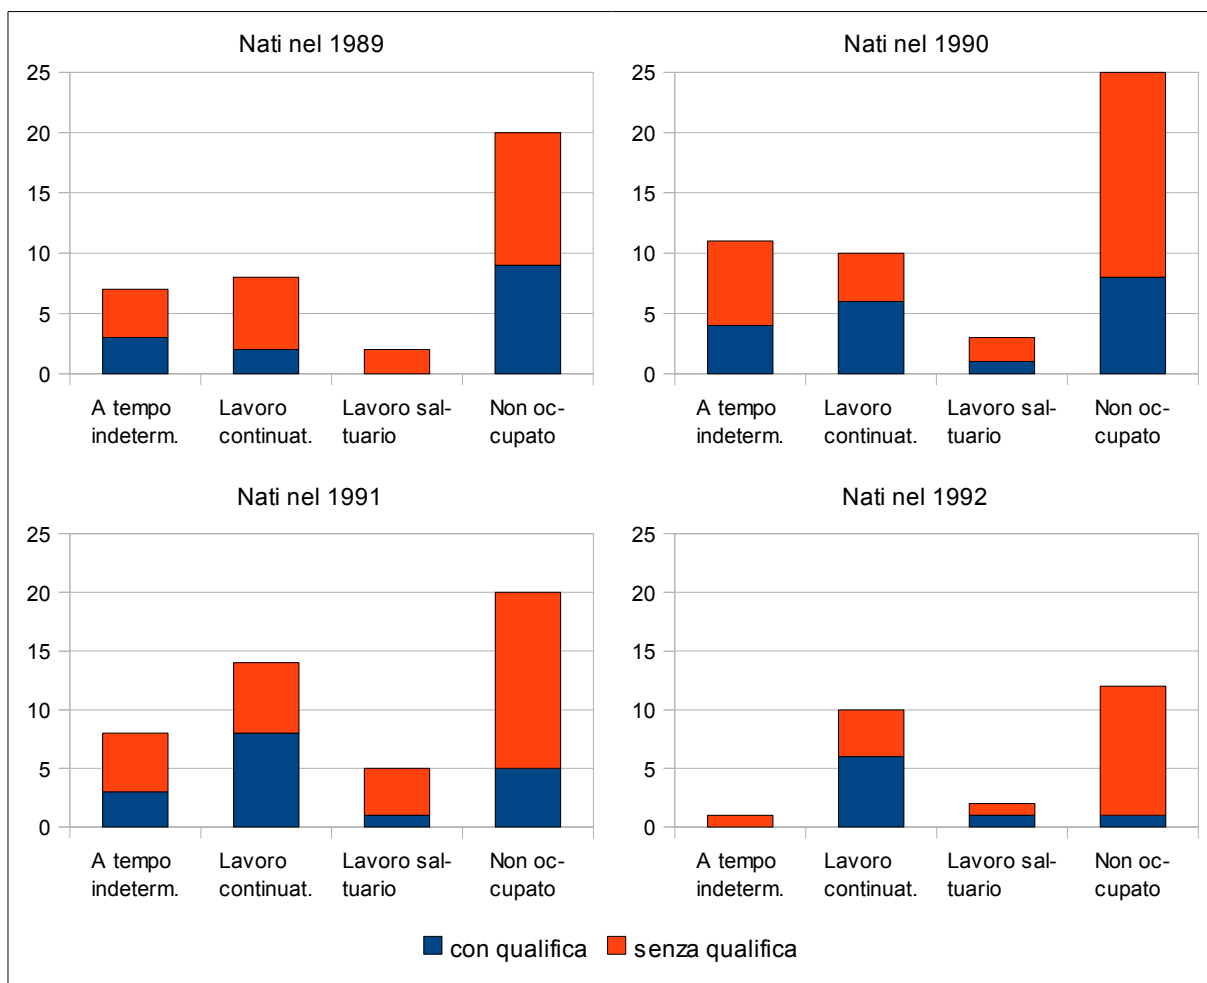 Nati nel 1989
25
20
15
10
5
0
A tempo
indeterm.
Lavoro
continuat.
Lavoro sal-
tuario
Non oc-
cupato
Nati nel 1990
25
20
15
10
5
0
A tempo
indeterm.
Lavoro
continuat.
Lavoro sal-
tuario
Non oc-
cupato
Nati nel 1991
25
20
15
10
5
0
A tempo
indeterm.
Lavoro
continuat.
Lavoro sal-
tuario
Non oc-
cupato
Nati nel 1992
25
20
15
10
5
0
A tempo
indeterm.
Lavoro
continuat.
Lavoro sal-
tuario
Non oc-
cupato
con qualifica
senza qualifica